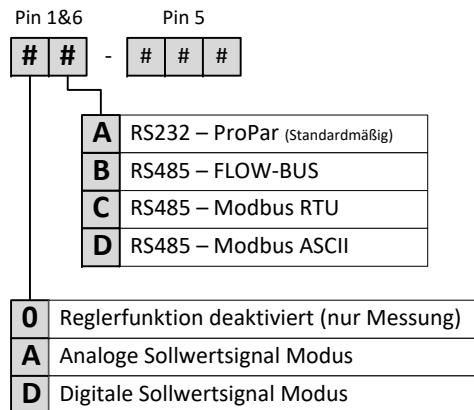 Pin 1&6 Pin 5
# # - # # #
A RS232 – ProPar (Standardmäßig)
B RS485 – FLOW-BUS
C RS485 – Modbus RTU
D RS485 – Modbus ASCII
0 Reglerfunktion deaktiviert (nur Messung)
A Analoge Sollwertsignal Modus
D Digitale Sollwertsignal Modus